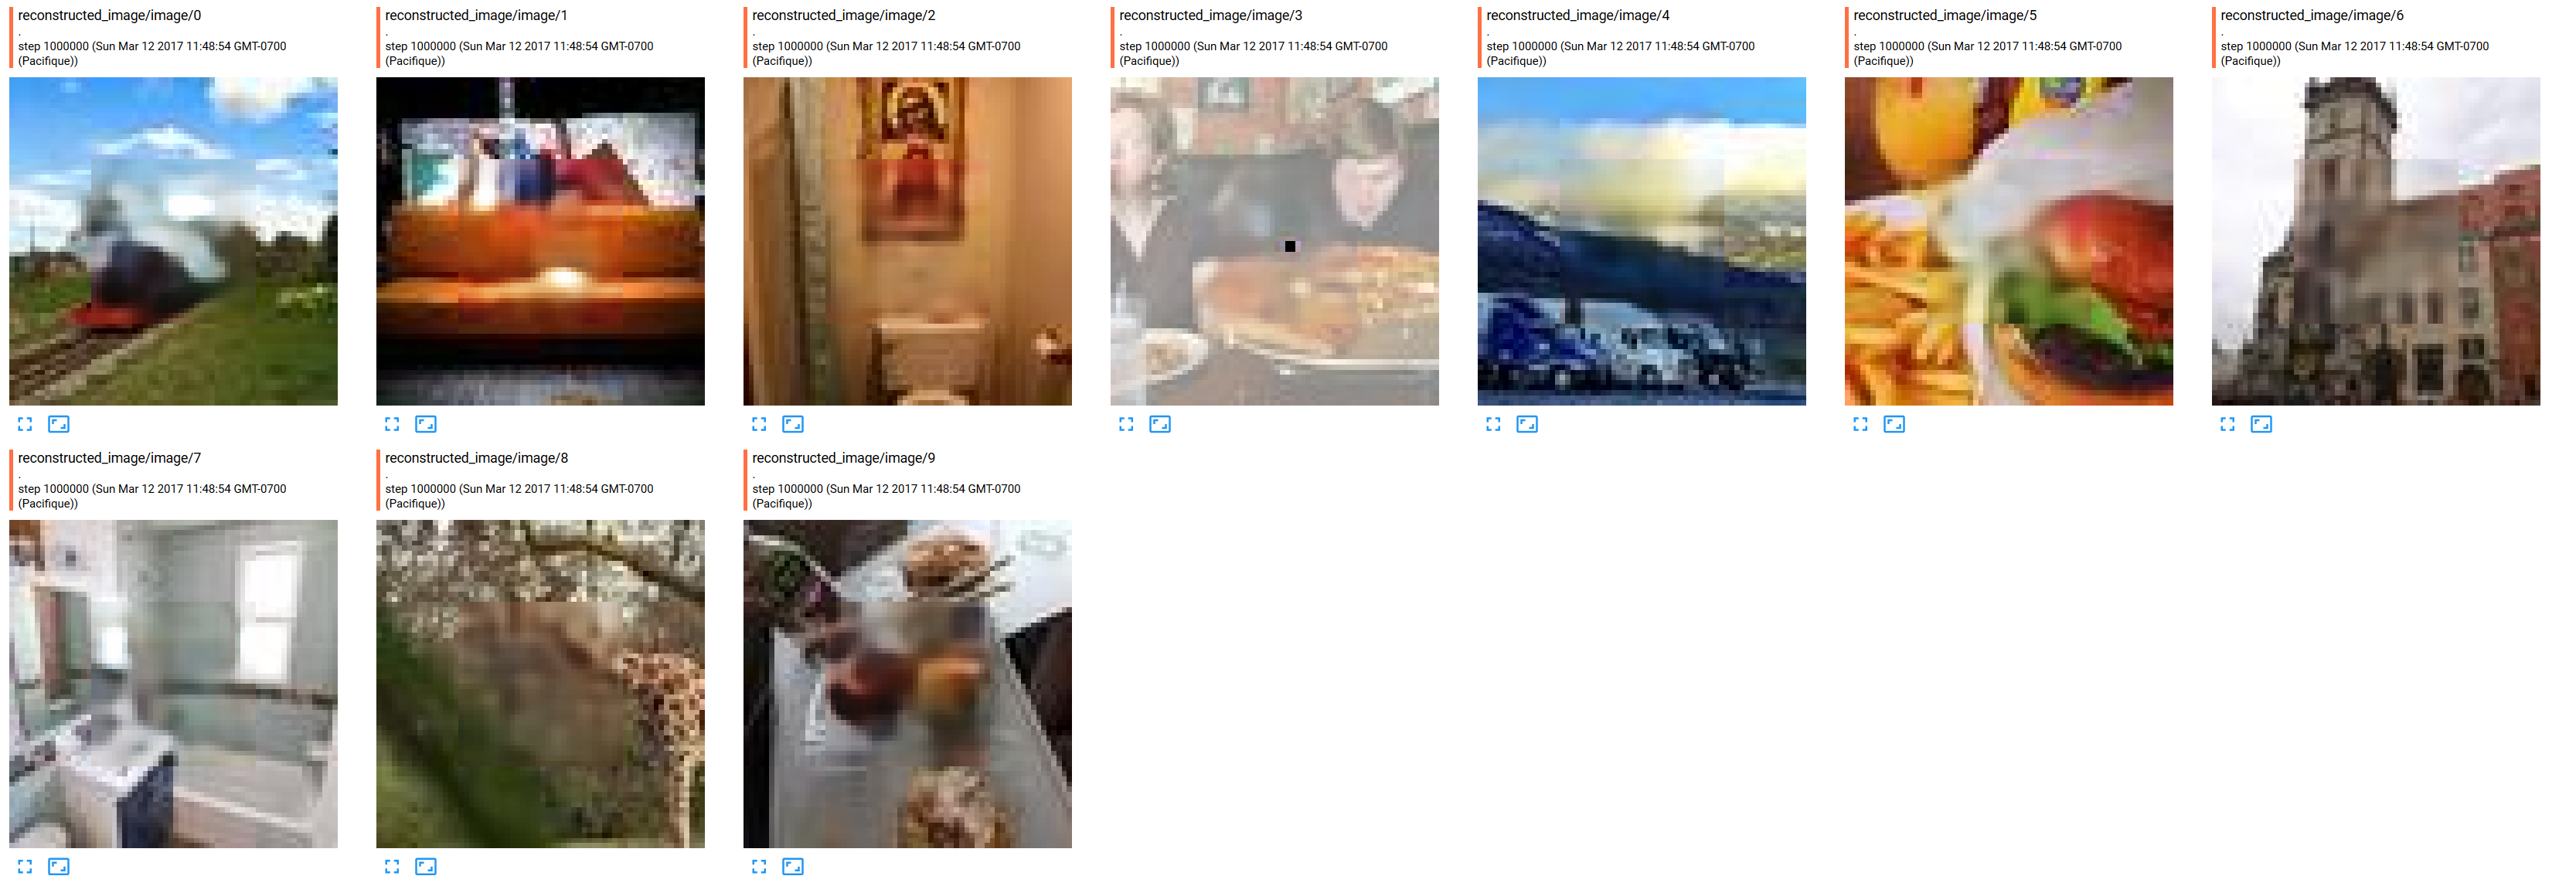 reconstructed_image/image/0
.
step 1000000 (Sun Mar 12 2017 11:48:54 GMT-0700
(Pacifique))
reconstructed_image/image/1
.
step 1000000 (Sun Mar 12 2017 11:48:54 GMT-0700
(Pacifique))
reconstructed_image/image/2
.
step 1000000 (Sun Mar 12 2017 11:48:54 GMT-0700
(Pacifique))
reconstructed_image/image/3
.
step 1000000 (Sun Mar 12 2017 11:48:54 GMT-0700
(Pacifique))
reconstructed_image/image/4
.
step 1000000 (Sun Mar 12 2017 11:48:54 GMT-0700
(Pacifique))
reconstructed_image/image/5
.
step 1000000 (Sun Mar 12 2017 11:48:54 GMT-0700
(Pacifique))
reconstructed_image/image/6
.
step 1000000 (Sun Mar 12 2017 11:48:54 GMT-0700
(Pacifique))
reconstructed_image/image/7
.
step 1000000 (Sun Mar 12 2017 11:48:54 GMT-0700
(Pacifique))
reconstructed_image/image/8
.
step 1000000 (Sun Mar 12 2017 11:48:54 GMT-0700
(Pacifique))
reconstructed_image/image/9
.
step 1000000 (Sun Mar 12 2017 11:48:54 GMT-0700
(Pacifique))